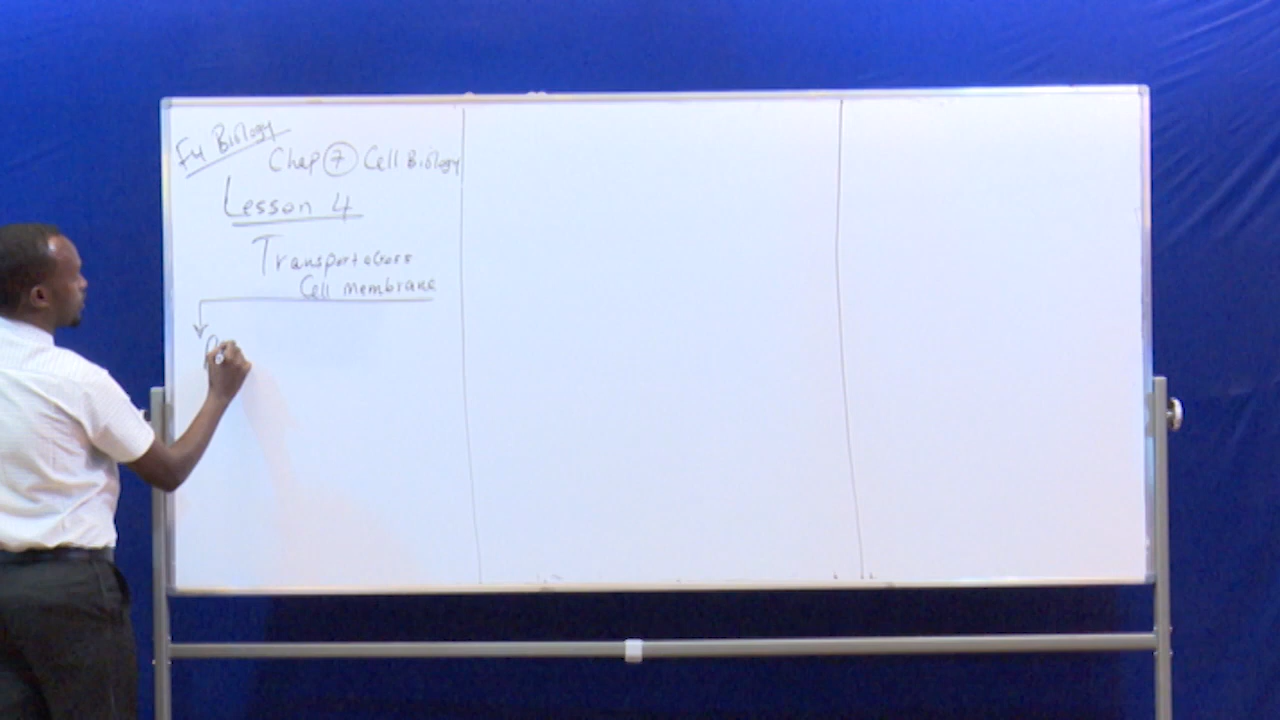 F4 Biology
Chap 7 Cell Biology
Lesson 4
Transport across
Cell membrane